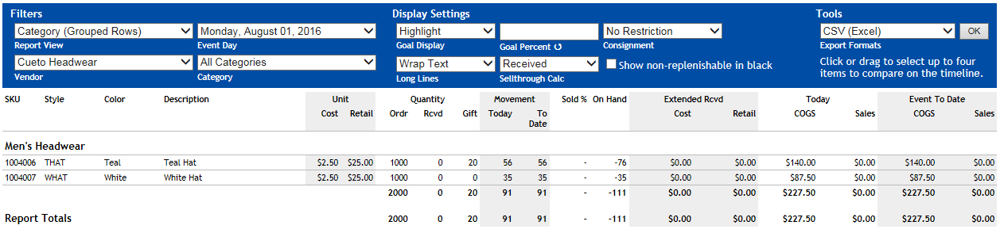 Filters Display Settings Tools
Category (Grouped Rows) Monday, August 01, 2016 Highlight No Restriction CSV (Excel) OK
Report View Event Day Goal Display Goal Percent ↺ Consignment Export Formats
Cueto Headwear All Categories Wrap Text Received Show non-replenishable in black Click or drag to select up to four
Vendor Category Long Lines Sellthrough Calc items to compare on the timeline.
SKU Style Color Description Unit Quantity Movement Sold % On Hand Extended Rcvd Today Event To Date
Cost Retail Ordr Rcvd Gift Today To Date Cost Retail COGS Sales COGS Sales
Men's Headwear
1004006 THAT Teal Teal Hat $2.50 $25.00 1000 0 20 56 56 - -76 $0.00 $0.00 $140.00 $0.00 $140.00 $0.00
1004007 WHAT White White Hat $2.50 $25.00 1000 0 0 35 35 - -35 $0.00 $0.00 $87.50 $0.00 $87.50 $0.00
2000 0 20 91 91 - -111 $0.00 $0.00 $227.50 $0.00 $227.50 $0.00
Report Totals 2000 0 20 91 91 - -111 $0.00 $0.00 $227.50 $0.00 $227.50 $0.00